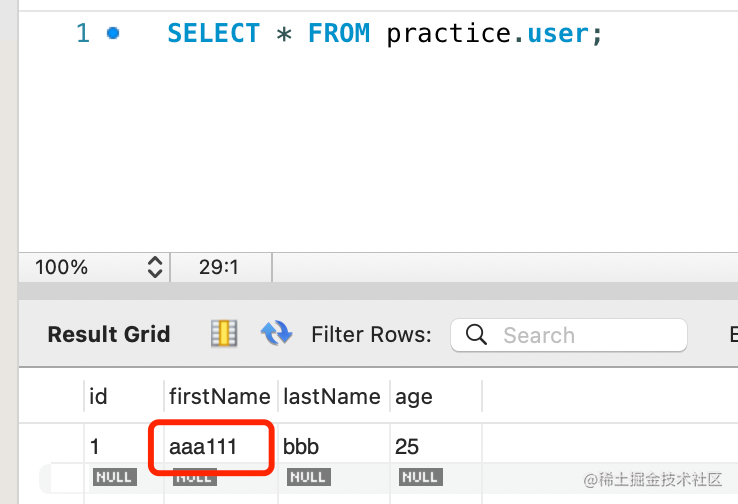 1 SELECT * FROM practice.user;
100% 29:1
Result Grid Filter Rows: Search E
id firstName lastName age
1 aaa111 bbb 25
NULL NULL NULL NULL
@稀土掘金技术社区